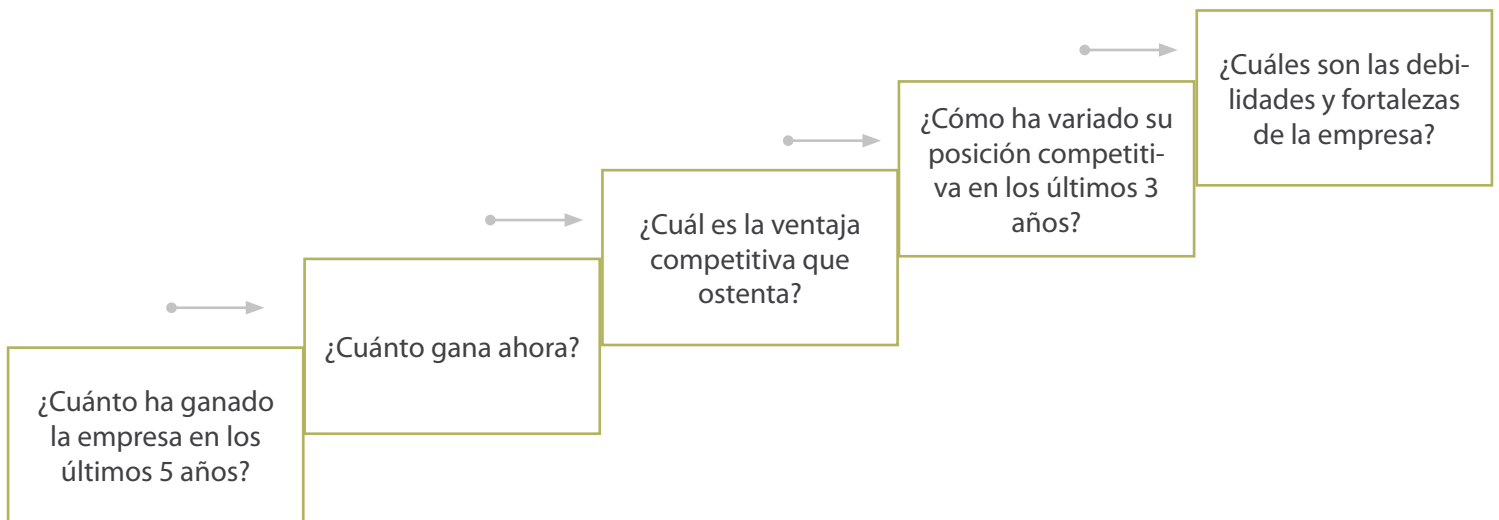 ¿Cuánto ha ganado
la empresa en los
últimos 5 años?
¿Cuánto gana ahora?
¿Cuál es la ventaja
competitiva que
ostenta?
¿Cómo ha variado su
posición competiti-
va en los últimos 3
años?
¿Cuáles son las debi-
lidades y fortalezas
de la empresa?